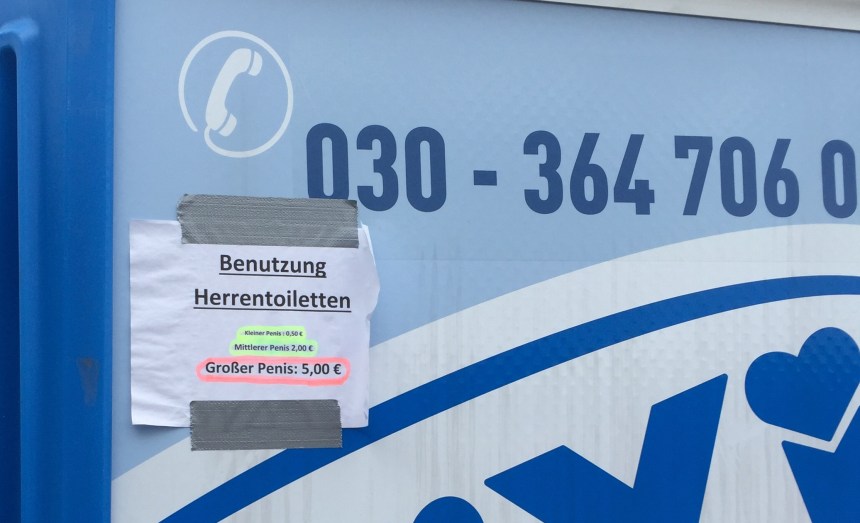 030 - 364 706 0
Benutzung
Herrentoiletten
Kleiner Penis : 0,50 €
Mittlerer Penis 2,00 €
Großer Penis: 5,00 €